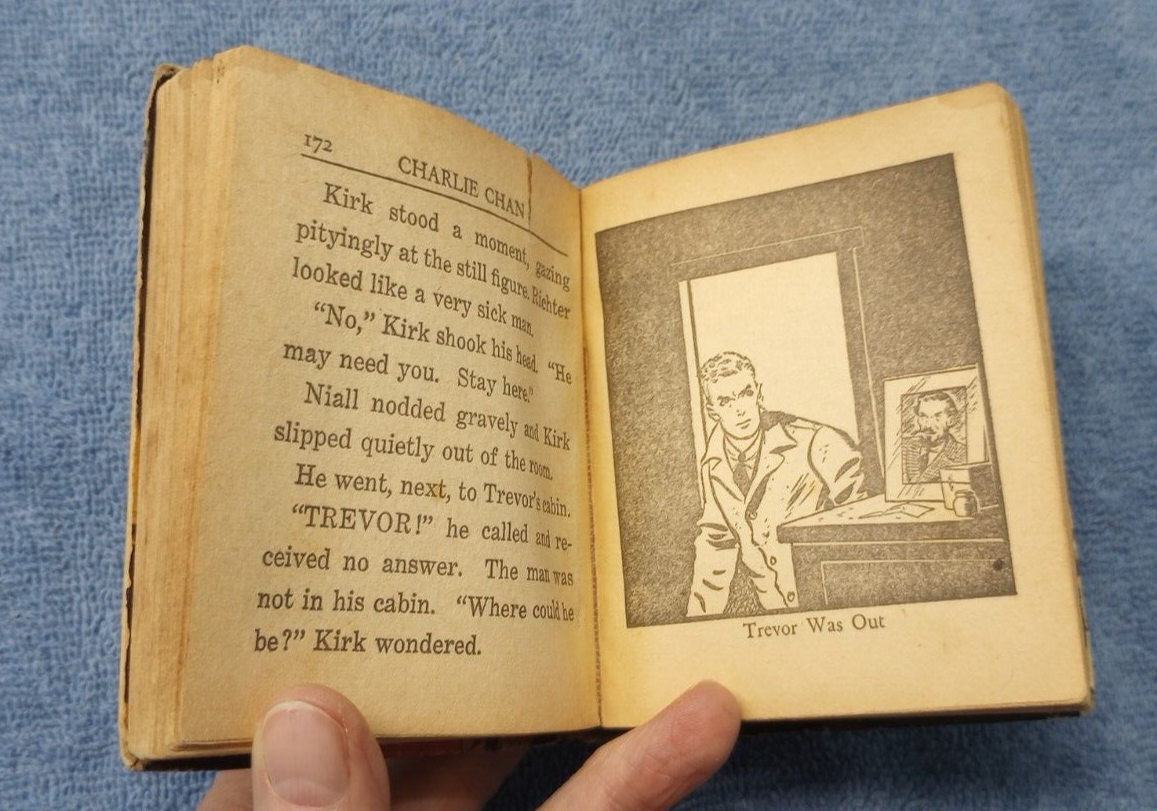 172
CHARLIE CHAN
Kirk stood a moment, gazing
pityingly at the still figure. Richter
looked like a very sick man.
“No,” Kirk shook his head. “He
may need you. Stay here.”
Niall nodded gravely and Kirk
slipped quietly out of the room.
He went, next, to Trevor's cabin.
“TREVOR!” he called and re-
ceived no answer. The man was
not in his cabin. “Where could he
be?” Kirk wondered.
Trevor Was Out